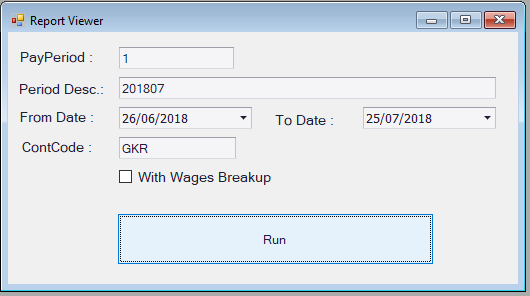 Report Viewer
PayPeriod : 1
Period Desc.: 201807
From Date : 26/06/2018 To Date : 25/07/2018
ContCode : GKR
With Wages Breakup
Run